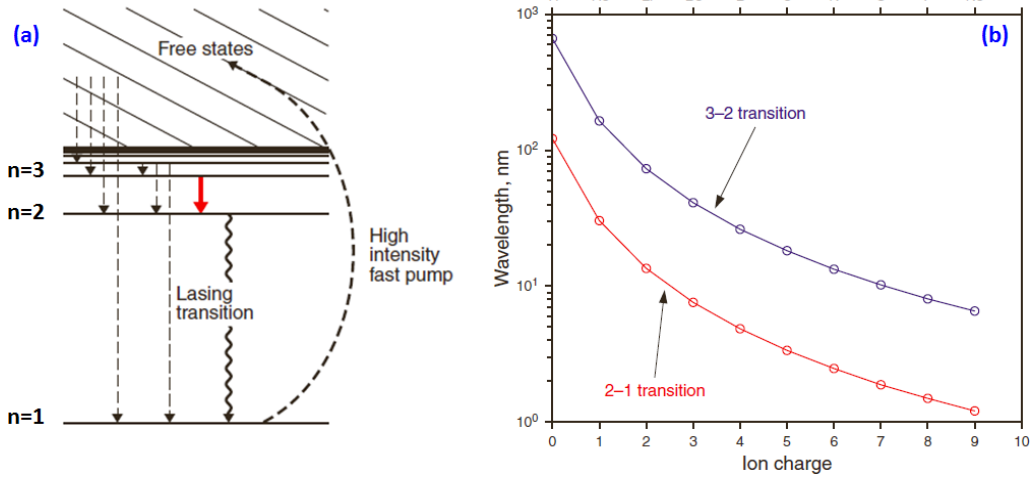 (a)
Free states
n=3
n=2
High
intensity
fast pump
Lasing
transition
n=1
(b)
10³
10²
10¹
10⁰
Wavelength, nm
3–2 transition
2–1 transition
0 1 2 3 4 5 6 7 8 9 10
Ion charge